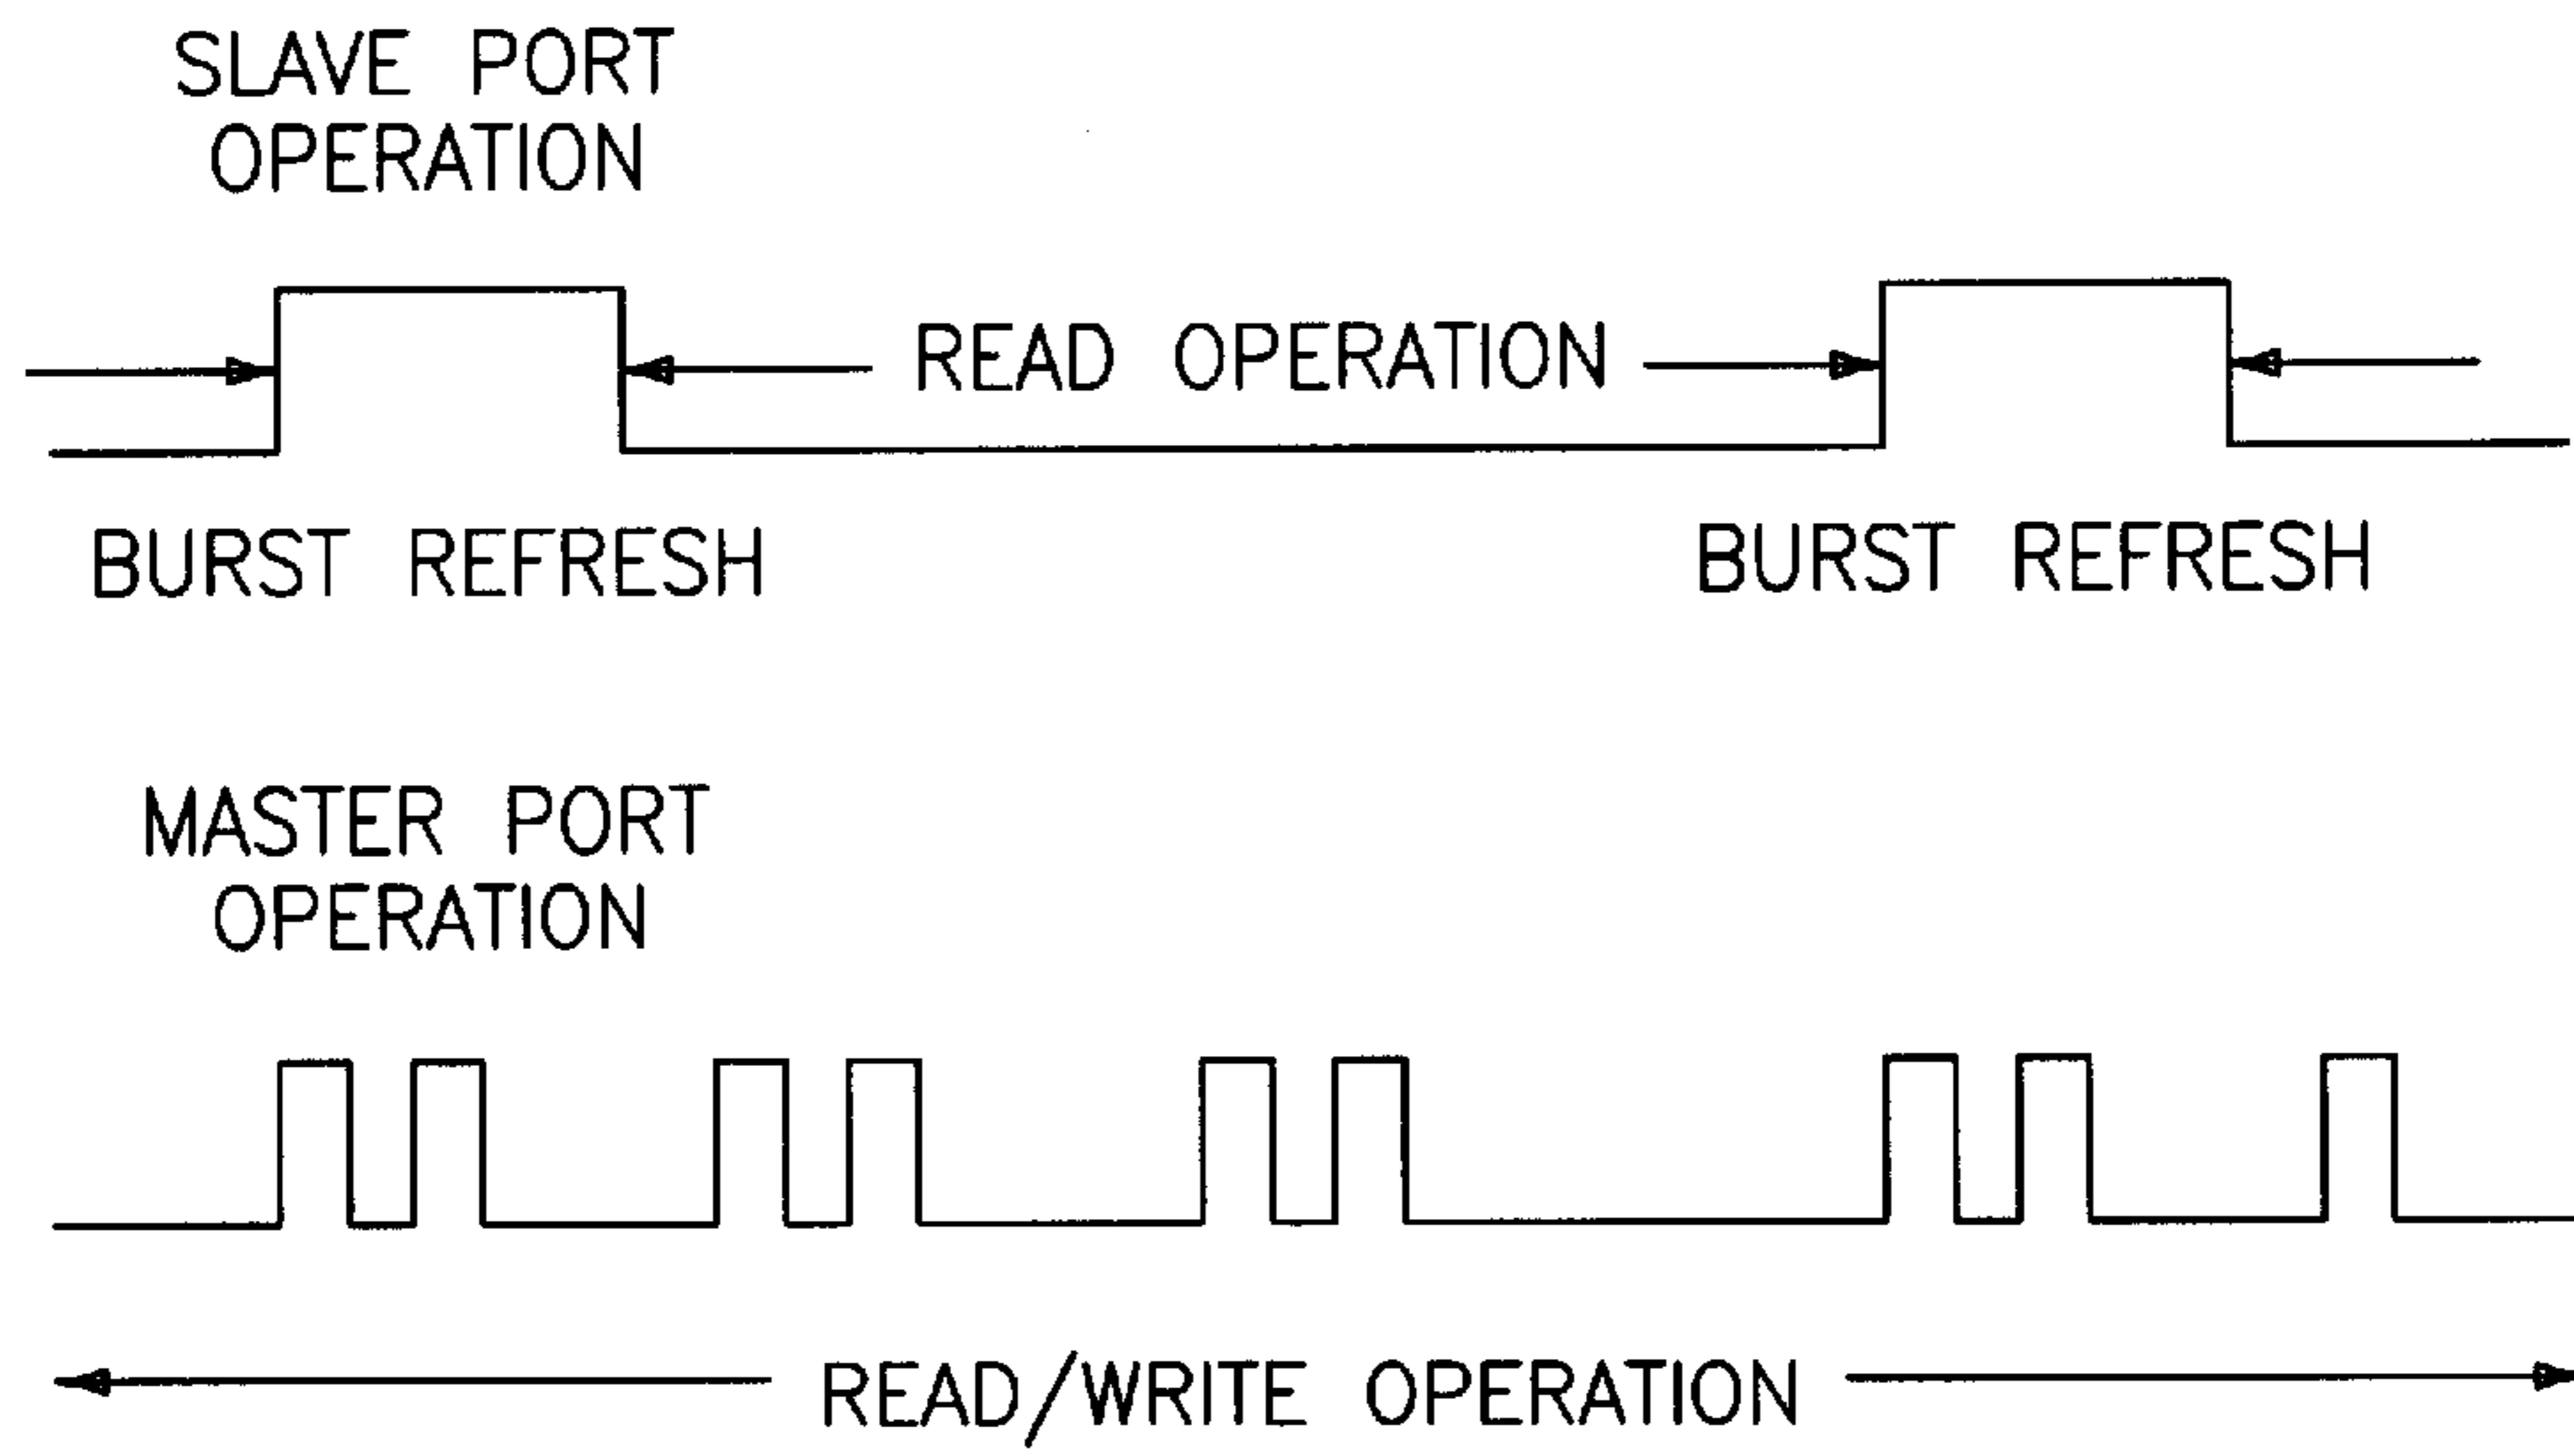 SLAVE PORT
OPERATION
READ OPERATION
BURST REFRESH
BURST REFRESH
MASTER PORT
OPERATION
READ/WRITE OPERATION